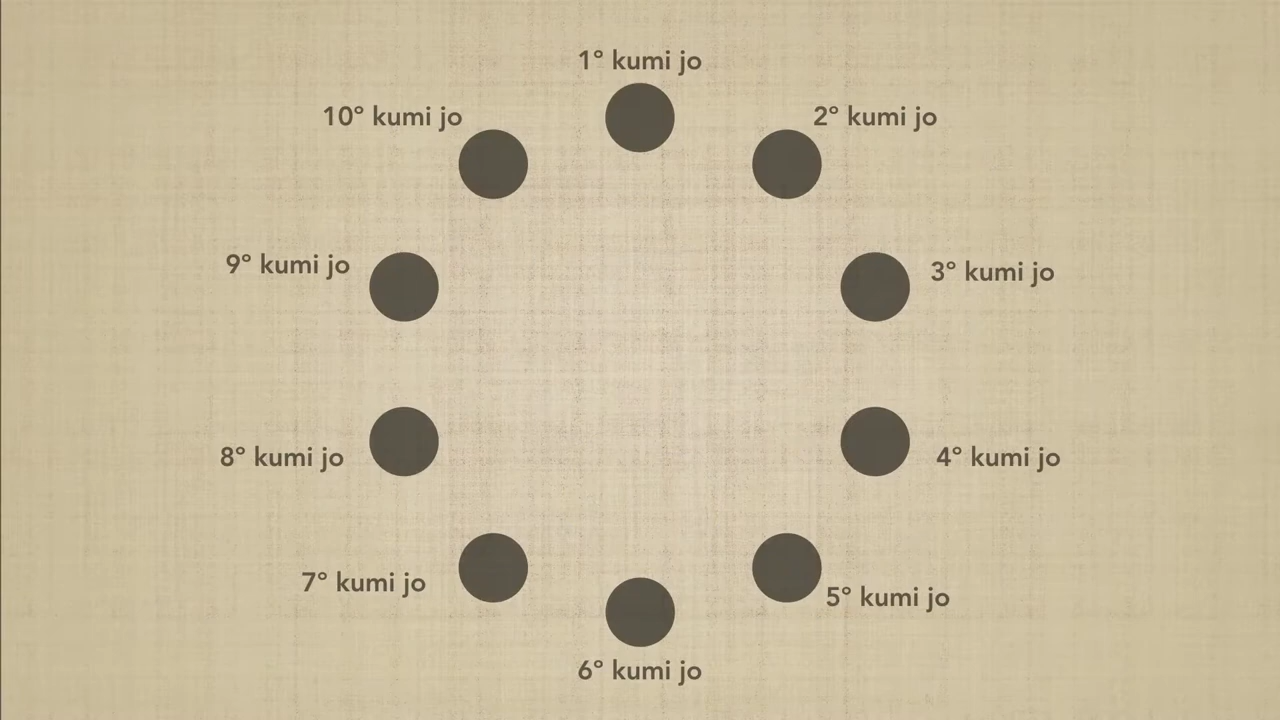 1° kumi jo
2° kumi jo
3° kumi jo
4° kumi jo
5° kumi jo
6° kumi jo
7° kumi jo
8° kumi jo
9° kumi jo
10° kumi jo